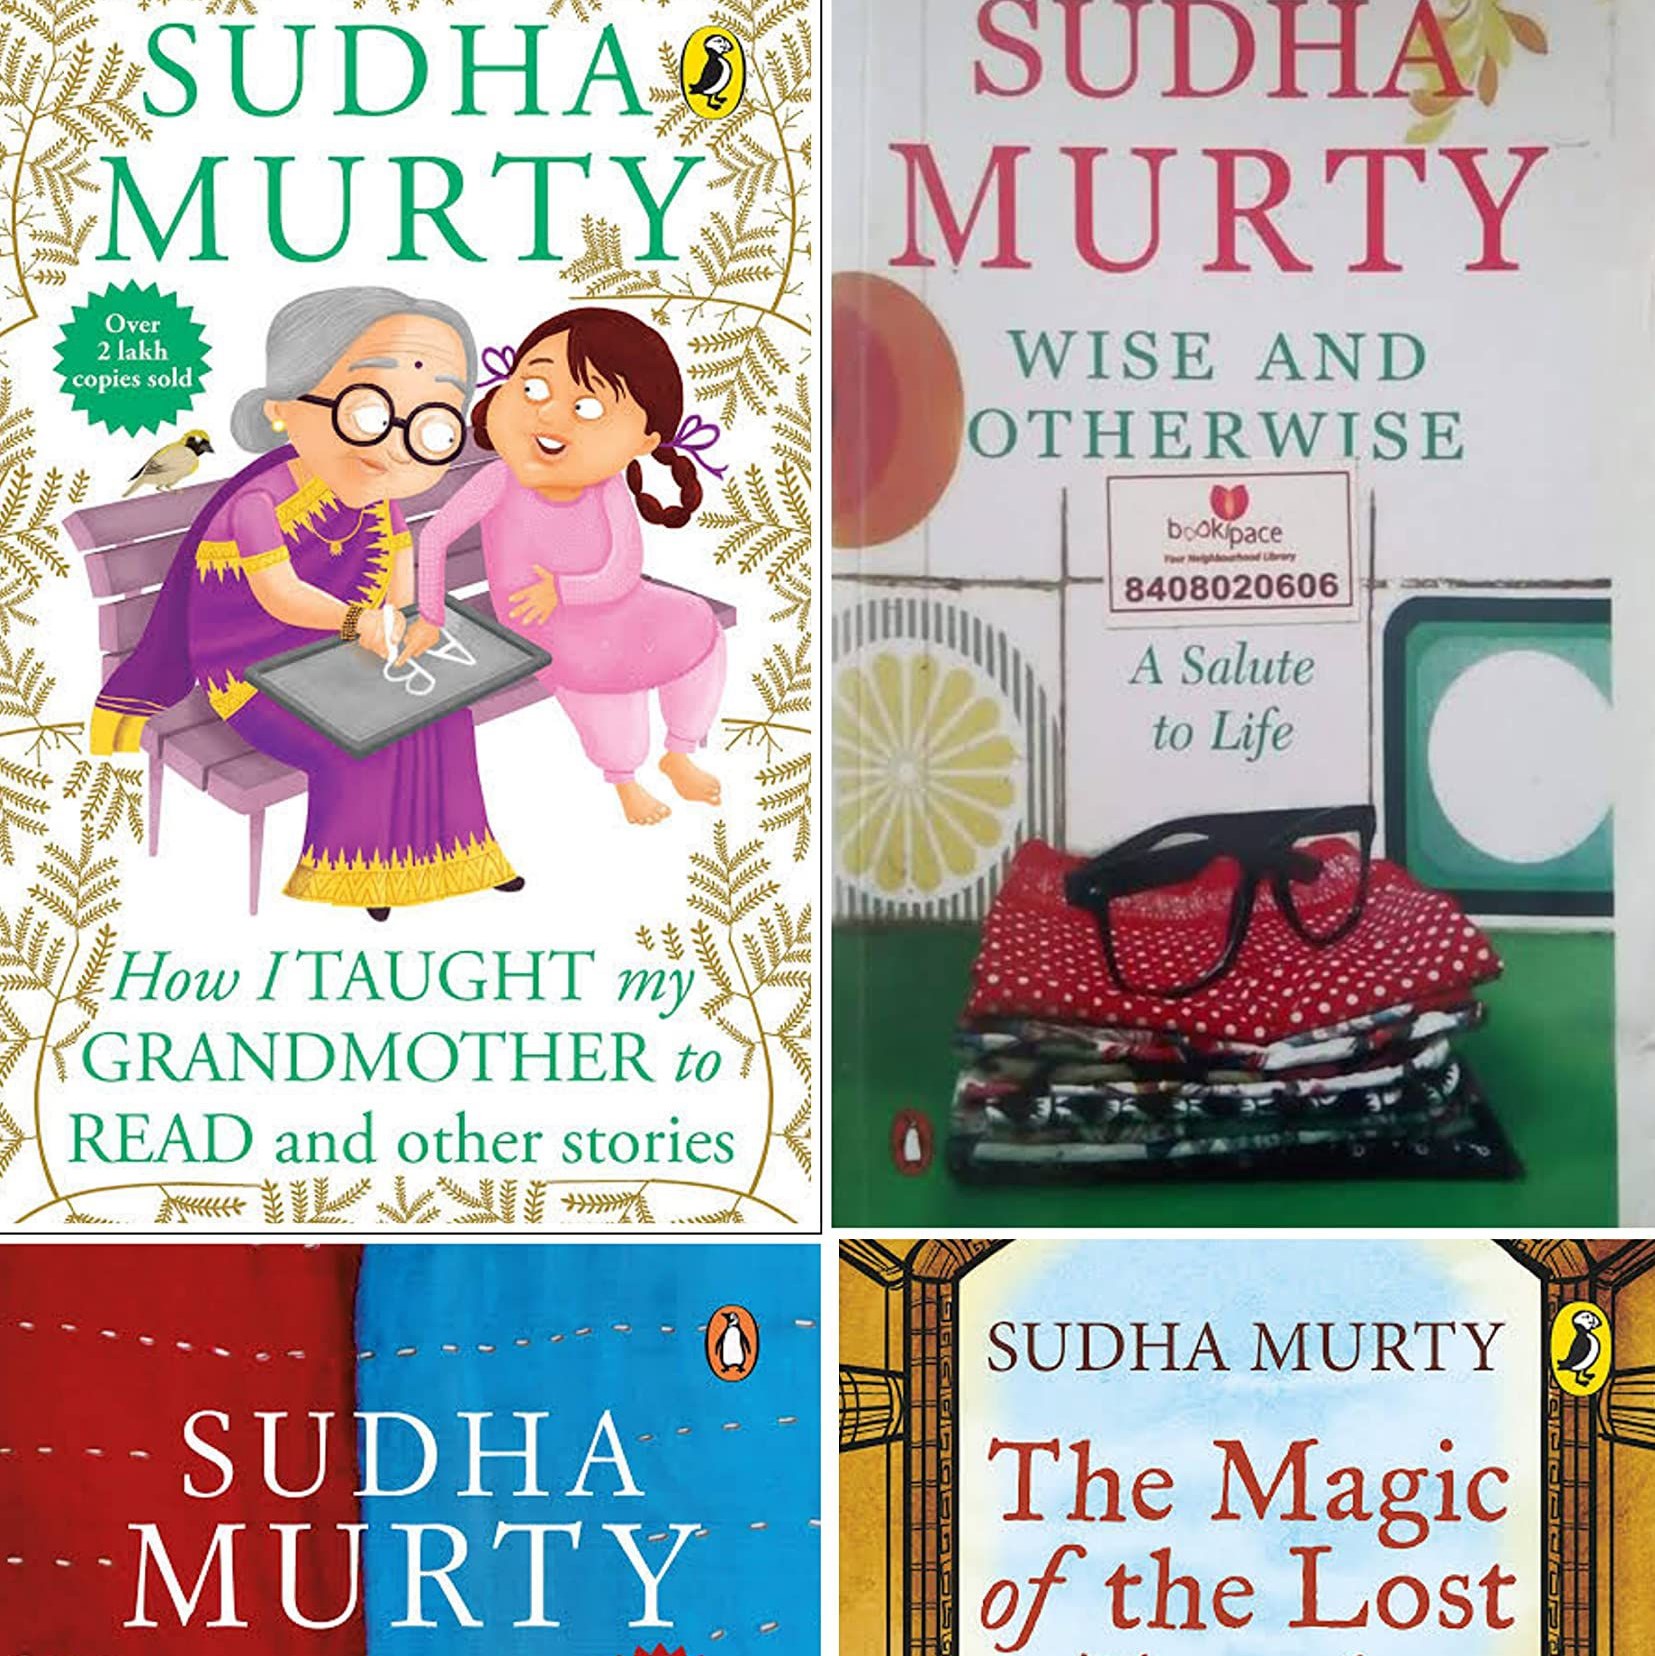 SUDHA
MURTY
Over
2 lakh
copies sold
AB
How I TAUGHT my
GRANDMOTHER to
READ and other stories
SUDHA
MURTY
WISE AND
OTHERWISE
bookspace
Your Neighbourhood Library
8408020606
A Salute
to Life
SUDHA
MURTY
SUDHA MURTY
The Magic
of the Lost